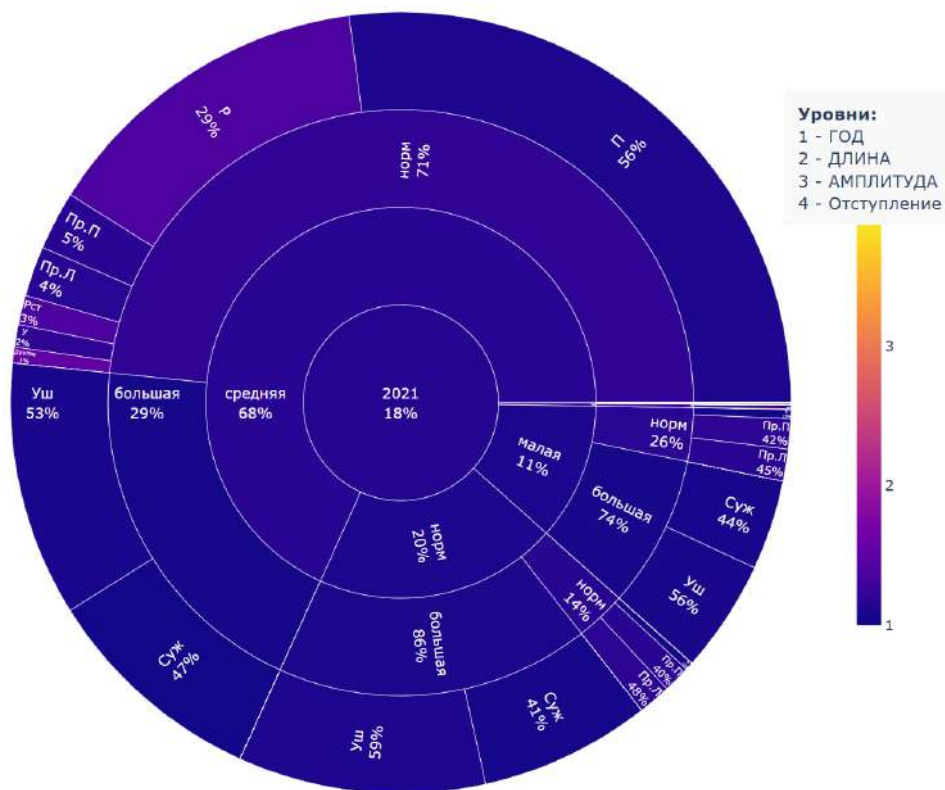 Р
29%
П
56%
норм
71%
Пр.П
5%
Пр.Л
4%
Рст
3%
У
2%
1%
Уш
53%
большая
29%
средняя
68%
2021
18%
малая
11%
норм
26%
Пр.П
42%
Пр.Л
45%
большая
74%
Суж
44%
Уш
56%
норм
20%
норм
14%
Пр.П
40%
Пр.Л
48%
большая
86%
Суж
47%
Уш
59%
Суж
41%
Уровни:
1 - ГОД
2 - ДЛИНА
3 - АМПЛИТУДА
4 - Отступление
3
2
1